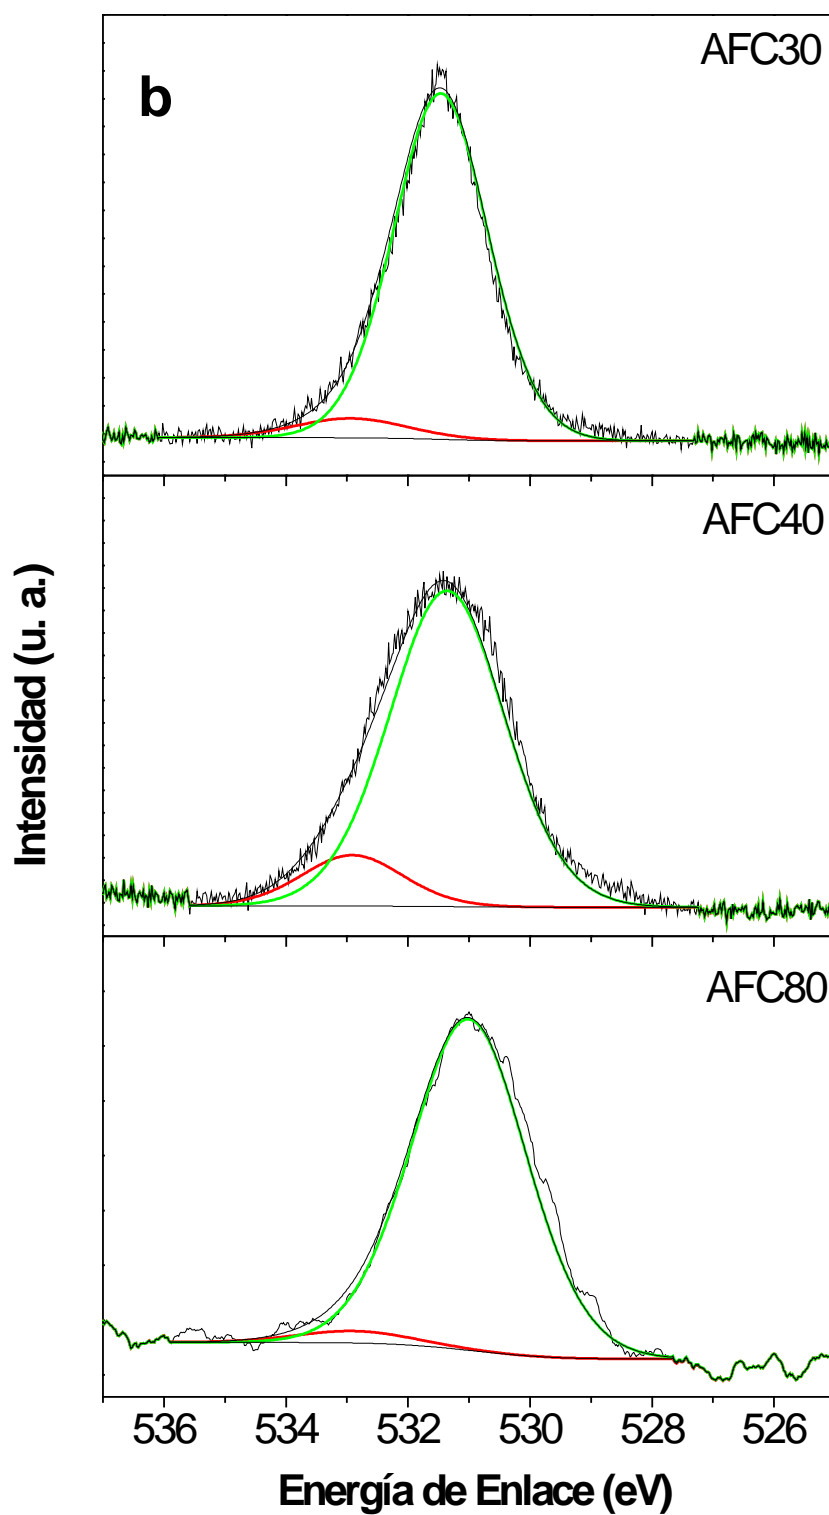 AFC30
b
AFC40
Intensidad (u. a.)
AFC80
536 534 532 530 528 526
Energía de Enlace (eV)